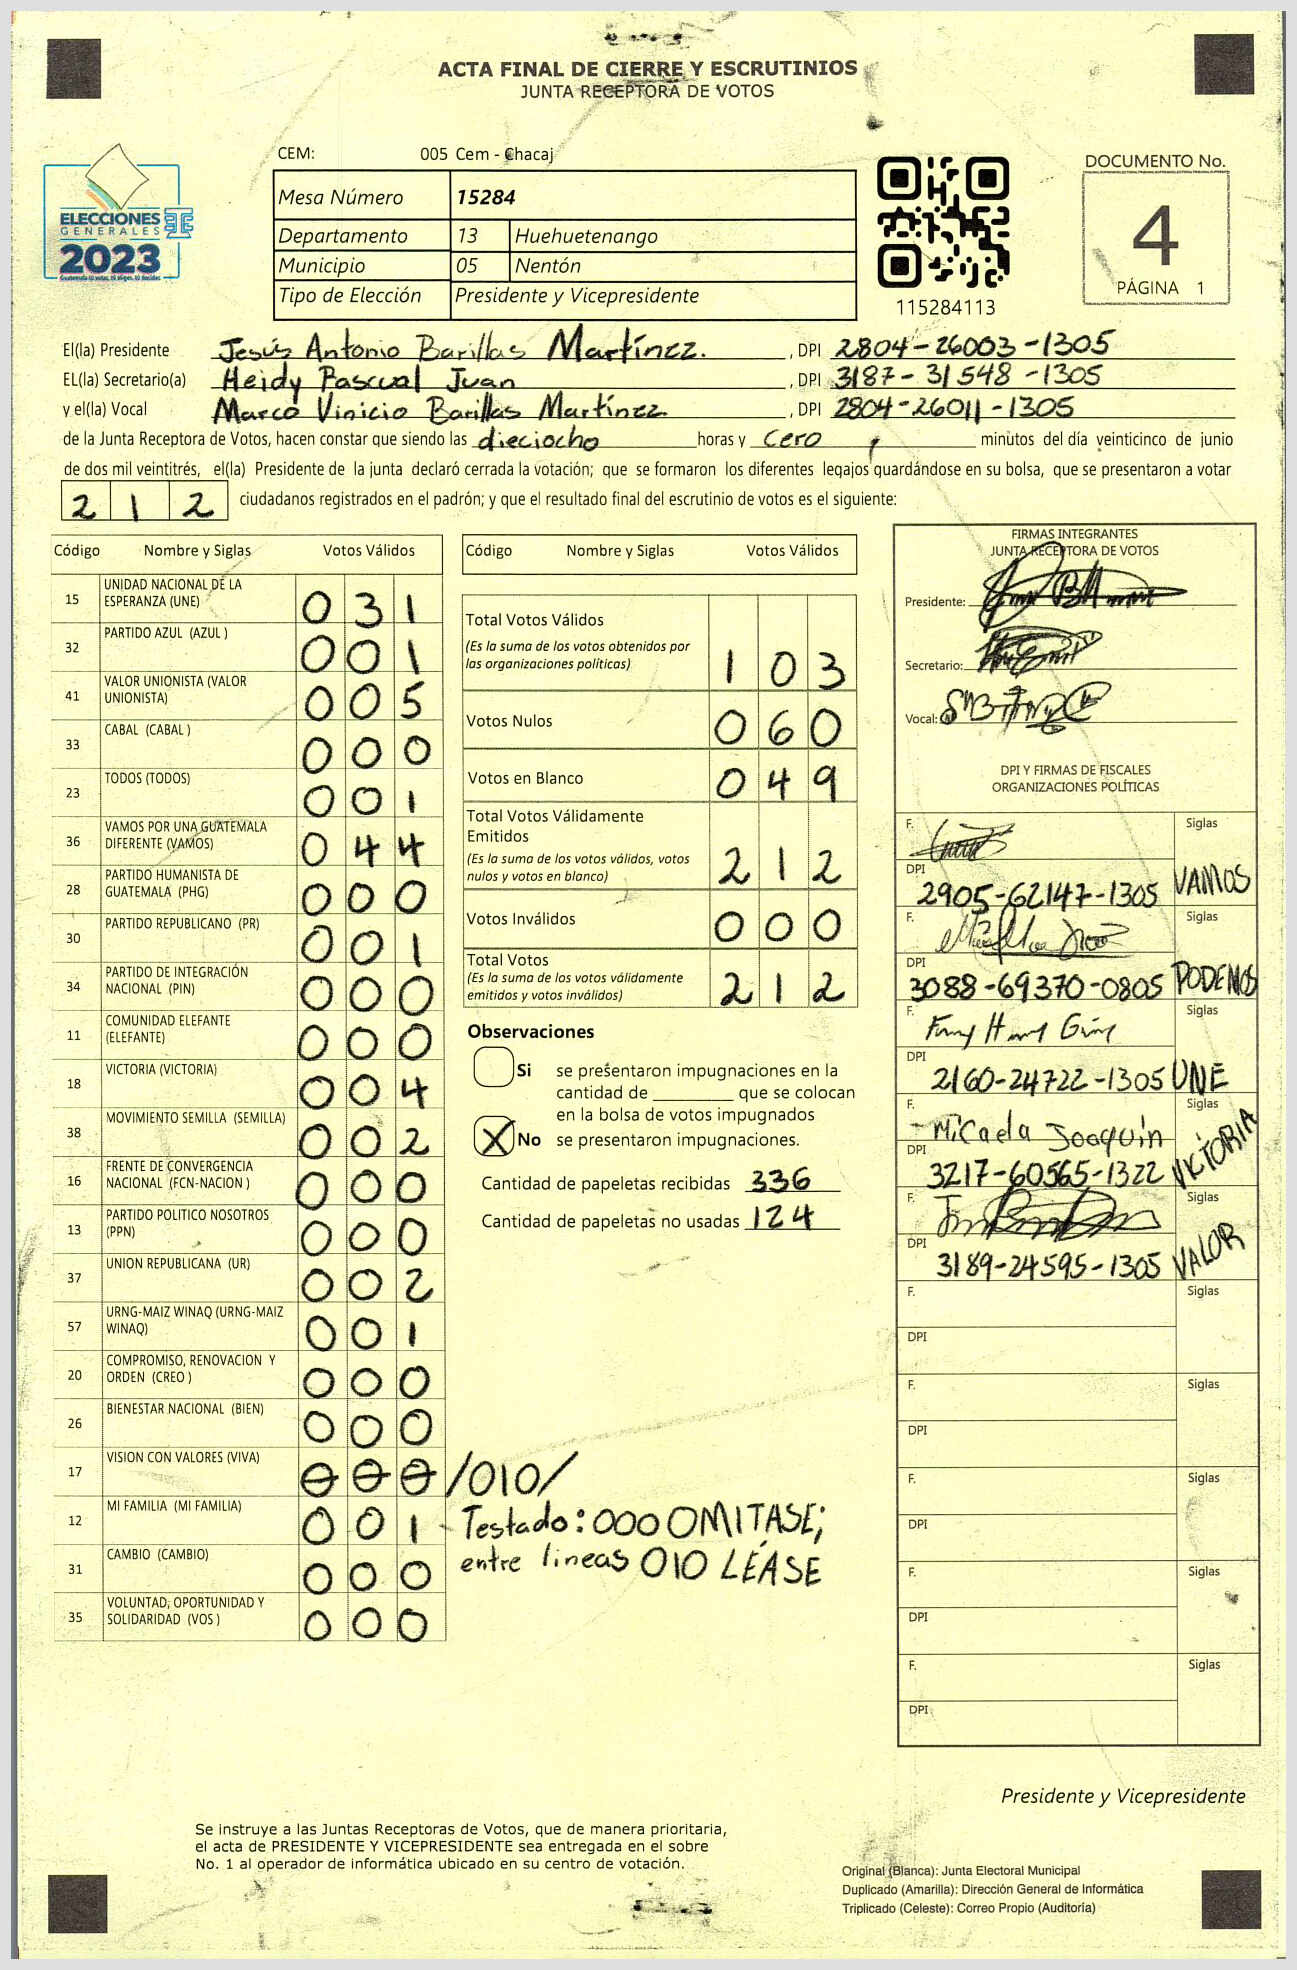 ACTA FINAL DE CIERRE Y ESCRUTINIOS
JUNTA RECEPTORA DE VOTOS
ELECCIONES
GENERALES
2023
CEM: 005 Cem - Chacaj
Mesa Número 15284
Departamento 13 Huehuetenango
Municipio 05 Nentón
Tipo de Elección Presidente y Vicepresidente
115284113
DOCUMENTO No.
4
PÁGINA 1
El(la) Presidente Jesús Antonio Barillas Martínez. , DPI 2804-26003-1305
EL(la) Secretario(a) Heidy Pascual Juan , DPI 3187-31548-1305
y el(la) Vocal Marco Vinicio Barillas Martínez , DPI 2804-26011-1305
de la Junta Receptora de Votos, hacen constar que siendo las dieciocho horas y cero minutos del día veinticinco de junio
de dos mil veintitrés, el(la) Presidente de la junta declaró cerrada la votación; que se formaron los diferentes legajos guardándose en su bolsa, que se presentaron a votar
2 1 2 ciudadanos registrados en el padrón; y que el resultado final del escrutinio de votos es el siguiente:
Código Nombre y Siglas Votos Válidos
15 UNIDAD NACIONAL DE LA ESPERANZA (UNE) 0 3 1
32 PARTIDO AZUL (AZUL ) 0 0 1
41 VALOR UNIONISTA (VALOR UNIONISTA) 0 0 5
33 CABAL (CABAL ) 0 0 0
23 TODOS (TODOS) 0 0 1
36 VAMOS POR UNA GUATEMALA DIFERENTE (VAMOS) 0 4 4
28 PARTIDO HUMANISTA DE GUATEMALA (PHG) 0 0 0
30 PARTIDO REPUBLICANO (PR) 0 0 1
34 PARTIDO DE INTEGRACIÓN NACIONAL (PIN) 0 0 0
11 COMUNIDAD ELEFANTE (ELEFANTE) 0 0 0
18 VICTORIA (VICTORIA) 0 0 4
38 MOVIMIENTO SEMILLA (SEMILLA) 0 0 2
16 FRENTE DE CONVERGENCIA NACIONAL (FCN-NACION ) 0 0 0
13 PARTIDO POLITICO NOSOTROS (PPN) 0 0 0
37 UNION REPUBLICANA (UR) 0 0 2
57 URNG-MAIZ WINAQ (URNG-MAIZ WINAQ) 0 0 1
20 COMPROMISO, RENOVACION Y ORDEN (CREO ) 0 0 0
26 BIENESTAR NACIONAL (BIEN) 0 0 0
17 VISION CON VALORES (VIVA) 0 0 0 /010/
12 MI FAMILIA (MI FAMILIA) 0 0 1
31 CAMBIO (CAMBIO) 0 0 0
35 VOLUNTAD, OPORTUNIDAD Y SOLIDARIDAD (VOS ) 0 0 0
Testado: 000 OMITASE;
entre lineas 010 LÉASE
Código Nombre y Siglas Votos Válidos
Total Votos Válidos
(Es la suma de los votos obtenidos por
las organizaciones políticas) 1 0 3
Votos Nulos 0 6 0
Votos en Blanco 0 4 9
Total Votos Válidamente
Emitidos
(Es la suma de los votos válidos, votos
nulos y votos en blanco) 2 1 2
Votos Inválidos 0 0 0
Total Votos
(Es la suma de los votos válidamente
emitidos y votos inválidos) 2 1 2
Observaciones
Si se presentaron impugnaciones en la
cantidad de ________ que se colocan
en la bolsa de votos impugnados
X No se presentaron impugnaciones.
Cantidad de papeletas recibidas 336
Cantidad de papeletas no usadas 124
FIRMAS INTEGRANTES
JUNTA RECEPTORA DE VOTOS
Presidente:
Secretario:
Vocal:
DPI Y FIRMAS DE FISCALES
ORGANIZACIONES POLÍTICAS
F. Siglas
DPI 2905-62147-1305 VAMOS
F. Siglas
DPI 3088-69370-0805 PODEMOS
F. Siglas
DPI 2160-24722-1305 UNE
F. Micaela Joaquín Siglas
DPI 3217-60565-1322 VICTORIA
F. Siglas
DPI 3189-24595-1305 VALOR
F. Siglas
DPI
F. Siglas
DPI
F. Siglas
DPI
F. Siglas
DPI
F. Siglas
DPI
Presidente y Vicepresidente
Se instruye a las Juntas Receptoras de Votos, que de manera prioritaria,
el acta de PRESIDENTE Y VICEPRESIDENTE sea entregada en el sobre
No. 1 al operador de informática ubicado en su centro de votación.
Original (Blanca): Junta Electoral Municipal
Duplicado (Amarilla): Dirección General de Informática
Triplicado (Celeste): Correo Propio (Auditoría)